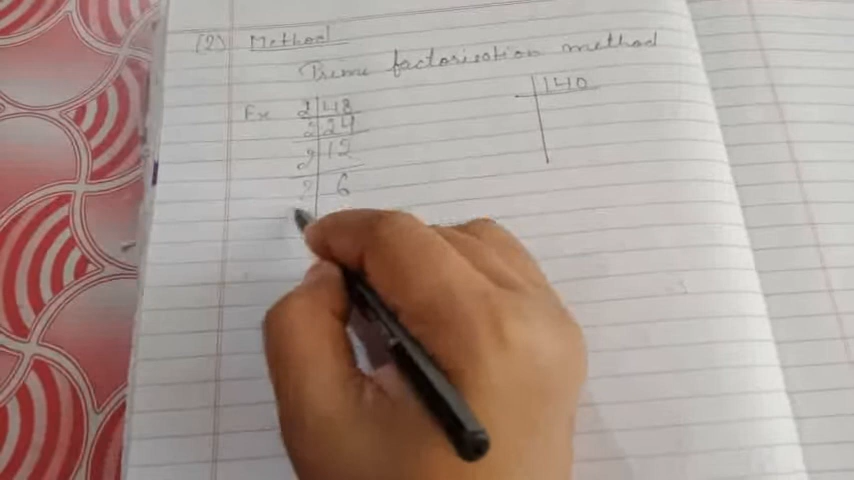 (2) Method
Prime factorisation method
Ex 2 48 140
2 24
2 12
2 6